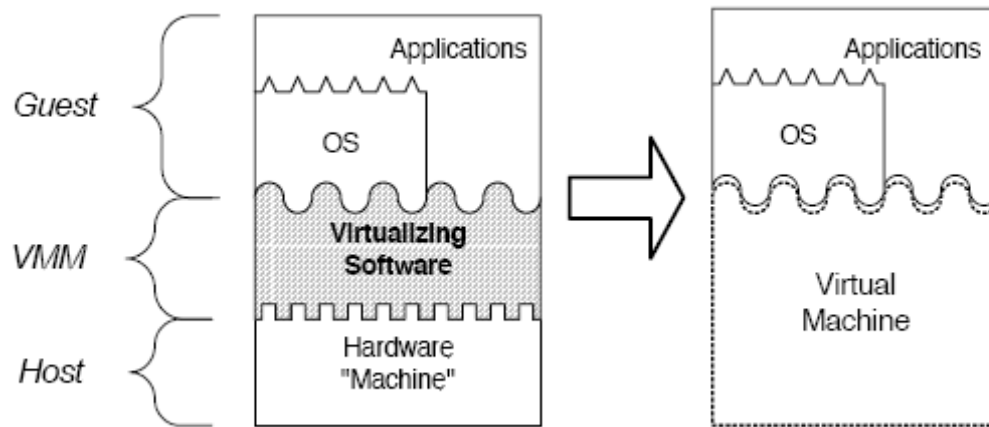 Guest
VMM
Host
Applications
OS
Virtualizing
Software
Hardware
"Machine"
Applications
OS
Virtual
Machine